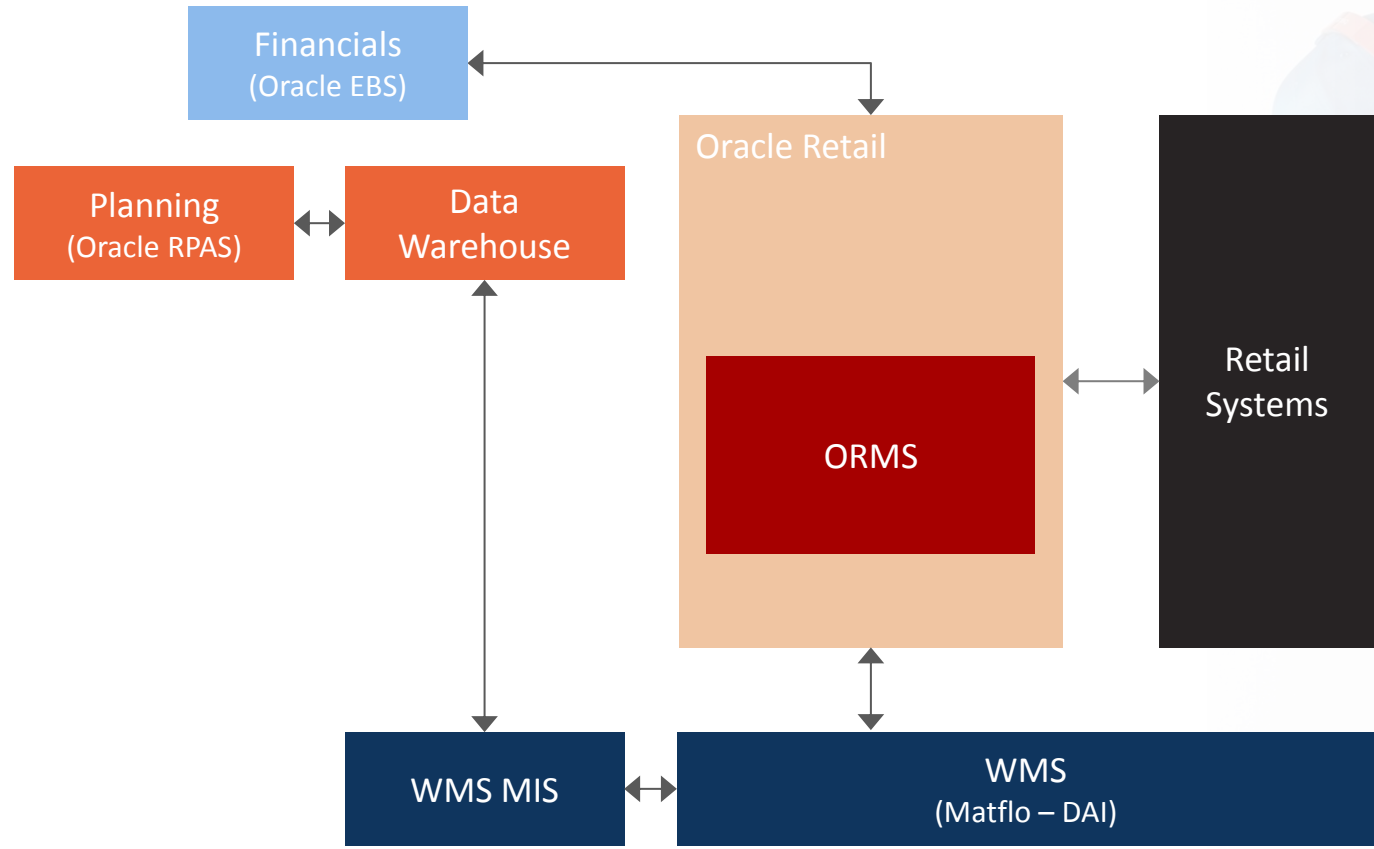 Financials
(Oracle EBS)
Oracle Retail
Planning
(Oracle RPAS)
Data
Warehouse
Retail
Systems
ORMS
WMS MIS
WMS
(Matflo – DAI)